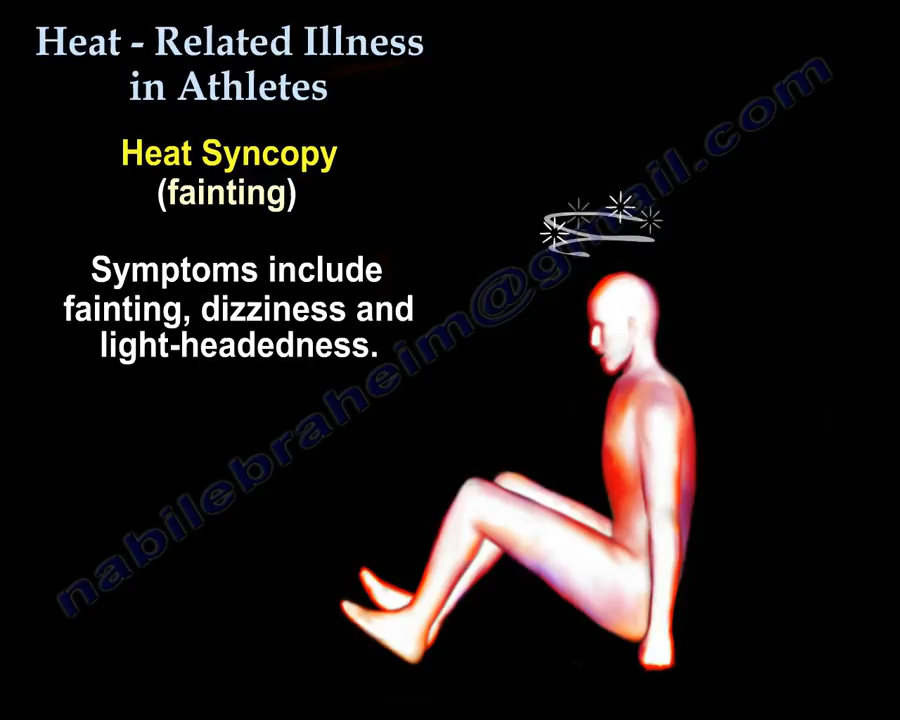 Heat - Related Illness
in Athletes
Heat Syncopy
(fainting)
Symptoms include
fainting, dizziness and
light-headedness.
nabilebraheim@gmail.com